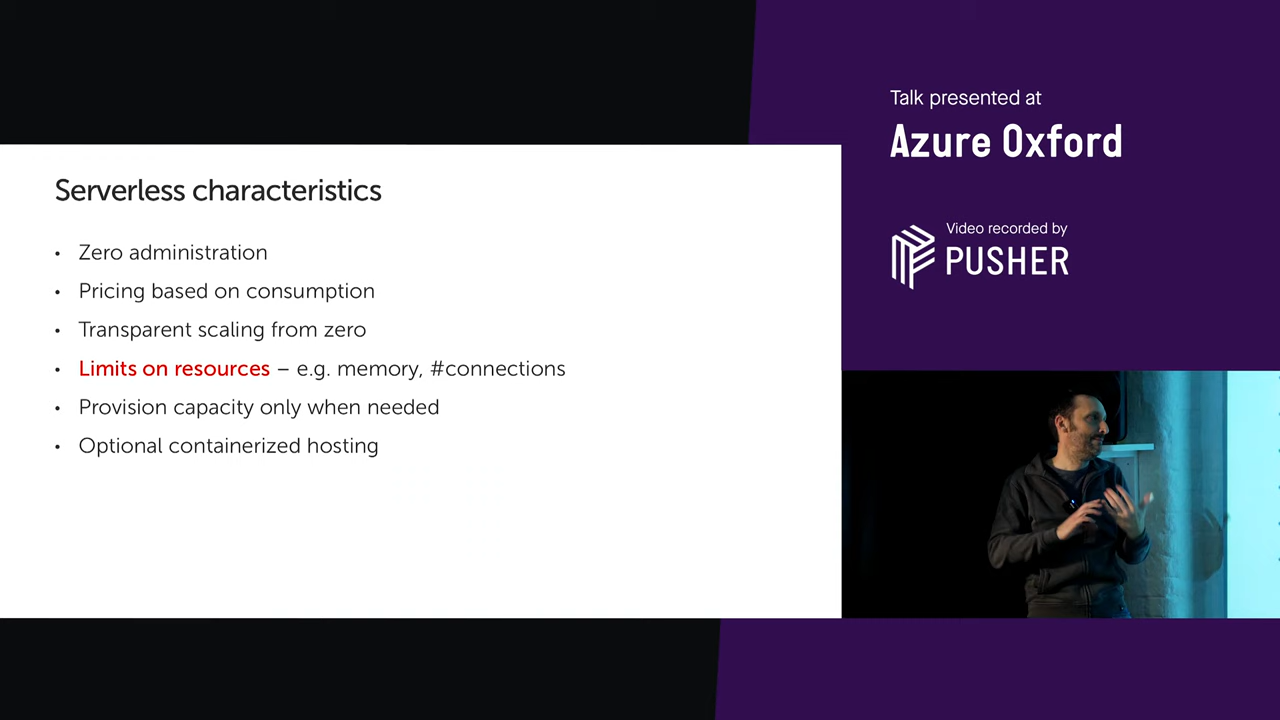 Talk presented at
Azure Oxford
Video recorded by
PUSHER
Serverless characteristics
• Zero administration
• Pricing based on consumption
• Transparent scaling from zero
• Limits on resources – e.g. memory, #connections
• Provision capacity only when needed
• Optional containerized hosting